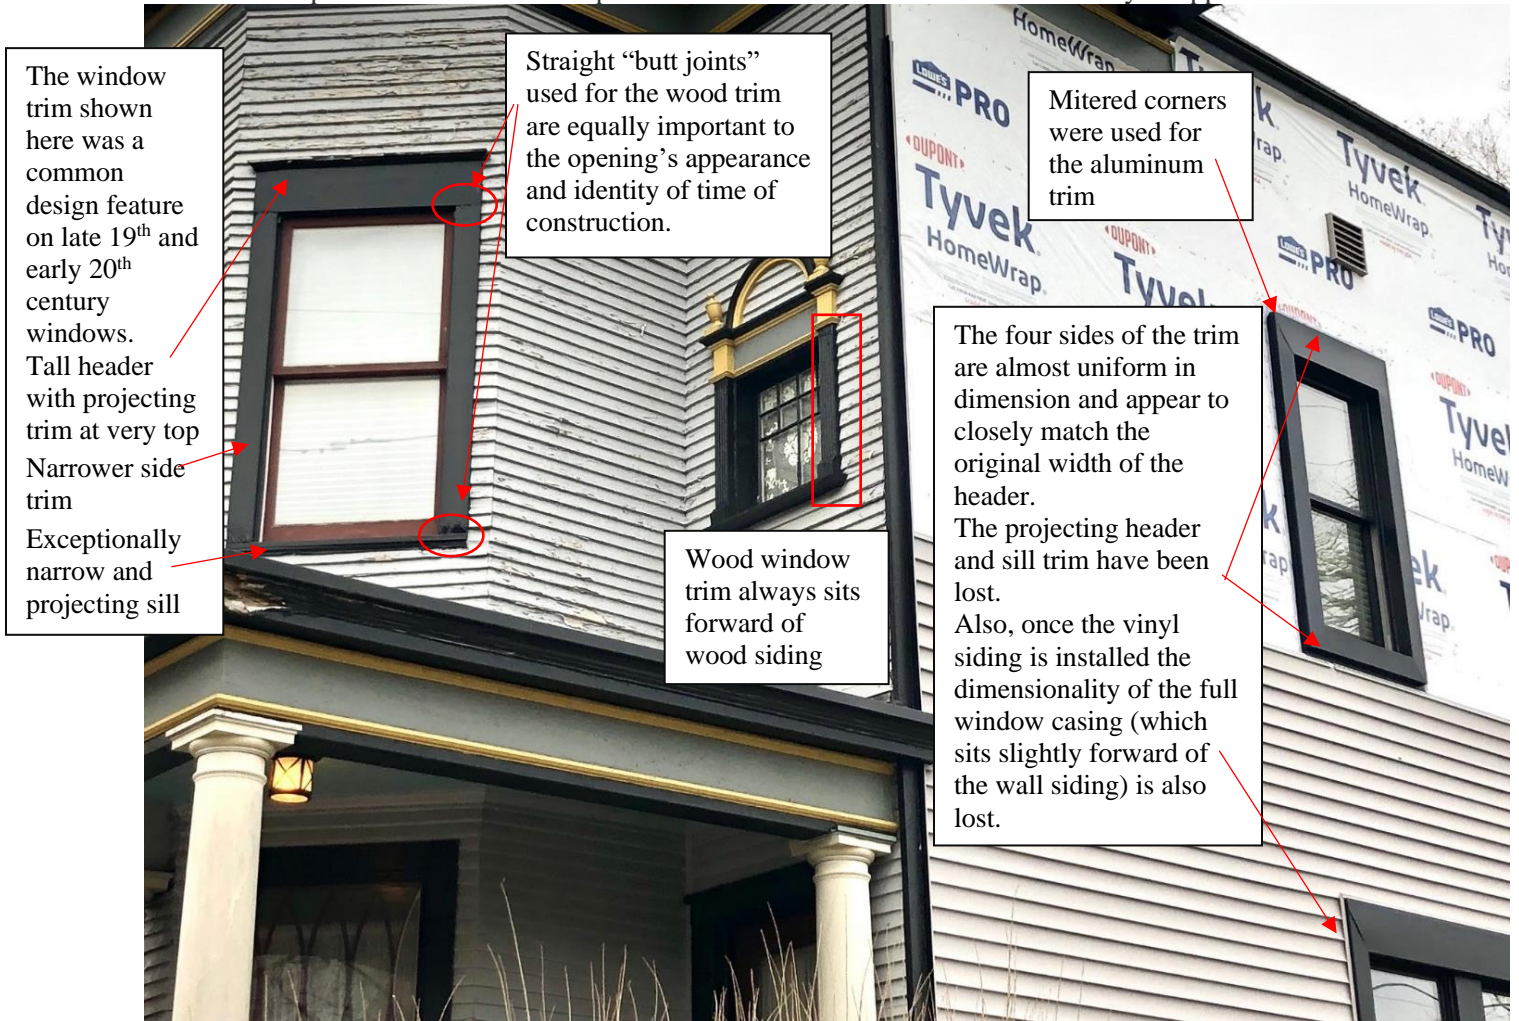 The window
trim shown
here was a
common
design feature
on late 19th and
early 20th
century
windows.
Tall header
with projecting
trim at very top
Narrower side
trim
Exceptionally
narrow and
projecting sill
Straight “butt joints”
used for the wood trim
are equally important to
the opening’s appearance
and identity of time of
construction.
Wood window
trim always sits
forward of
wood siding
Mitered corners
were used for
the aluminum
trim
The four sides of the trim
are almost uniform in
dimension and appear to
closely match the
original width of the
header.
The projecting header
and sill trim have been
lost.
Also, once the vinyl
siding is installed the
dimensionality of the full
window casing (which
sits slightly forward of
the wall siding) is also
lost.
HomeWrap
LOWE'S PRO
DUPONT
Tyvek
HomeWrap
DUPONT
Tyvek
LOWE'S PRO
Tyvek
HomeWrap
LOWE'S PRO
DUPONT
Tyvek
HomeWrap